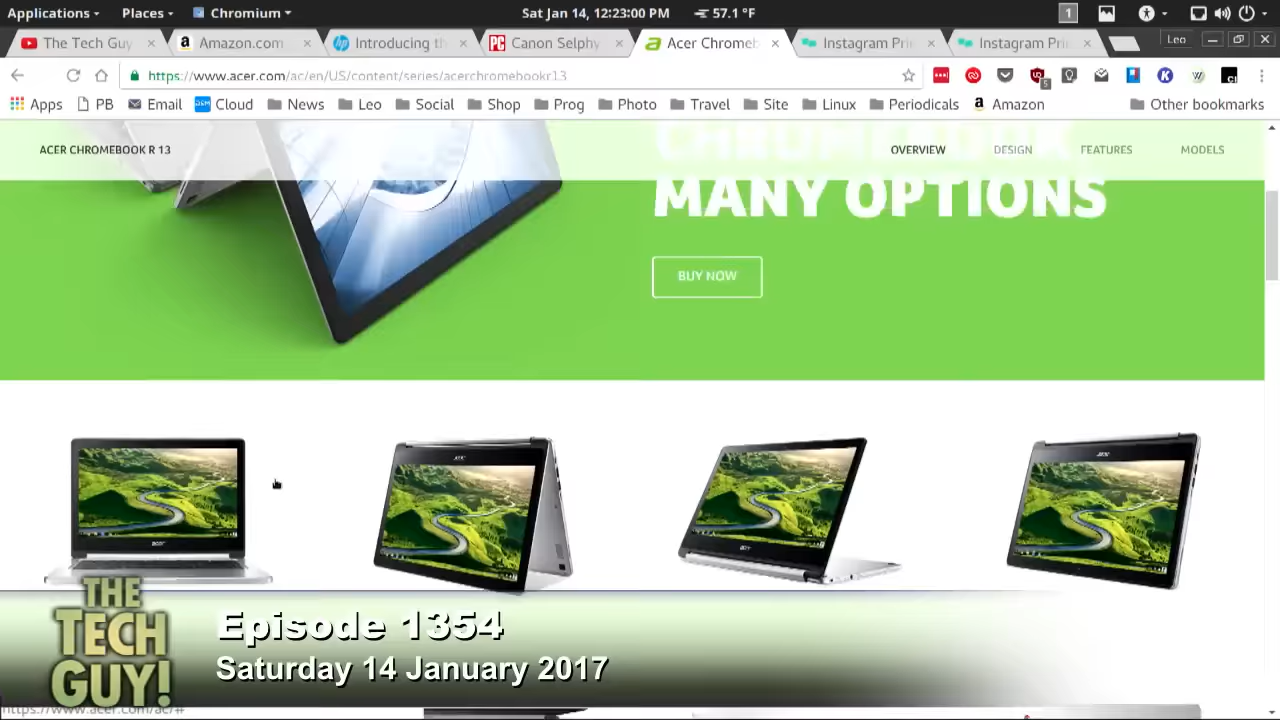 Applications Places Chromium Sat Jan 14, 12:23:00 PM 57.1 °F 1
The Tech Guy Amazon.com Introducing th Canon Selphy Acer Chromeb Instagram Prin Instagram Prin Leo
https://www.acer.com/ac/en/US/content/series/acerchromebookr13
Apps PB Email Cloud News Leo Social Shop Prog Photo Travel Site Linux Periodicals Amazon Other bookmarks
ACER CHROMEBOOK R 13 OVERVIEW DESIGN FEATURES MODELS
CHROMEBOOK
MANY OPTIONS
BUY NOW
THE
TECH
GUY!
Episode 1354
Saturday 14 January 2017
https://www.acer.com/ac/#